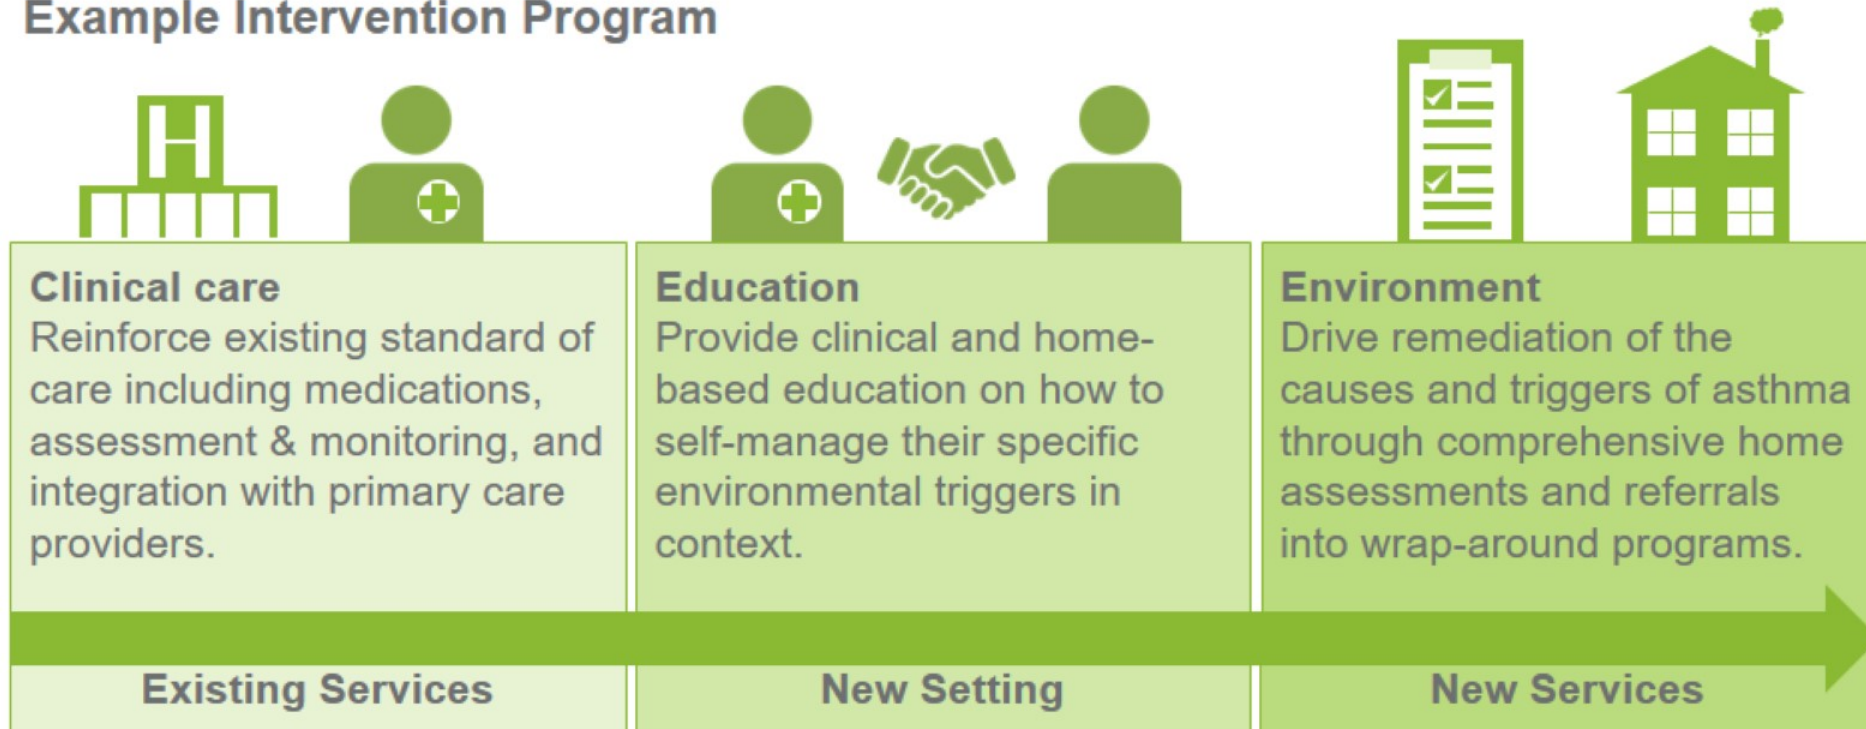 Example Intervention Program
Clinical care
Reinforce existing standard of
care including medications,
assessment & monitoring, and
integration with primary care
providers.
Existing Services
Education
Provide clinical and home-
based education on how to
self-manage their specific
environmental triggers in
context.
New Setting
Environment
Drive remediation of the
causes and triggers of asthma
through comprehensive home
assessments and referrals
into wrap-around programs.
New Services